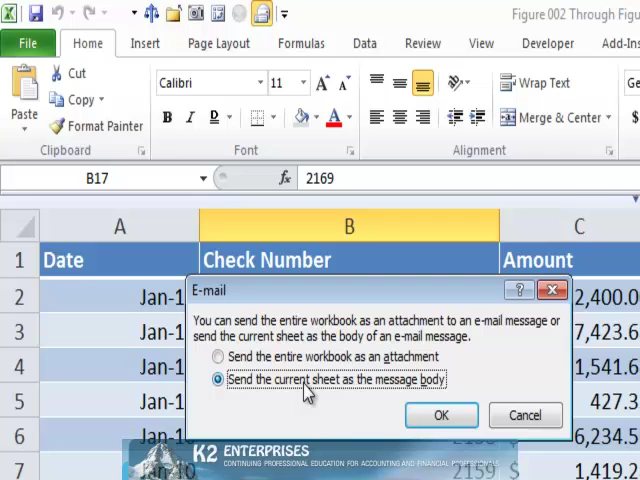 Figure 002 Through Figu
File Home Insert Page Layout Formulas Data Review View Developer Add-Ins
Paste
Cut
Copy
Format Painter
Calibri 11
B I D A
Wrap Text
Merge & Center
Ge
$
Clipboard Font Alignment
B17 fx 2169
A B C
1 Date Check Number Amount
2 Jan-1 2,400.0
3 Jan-1 7,423.6
4 Jan-1 1,541.6
5 Jan-1 427.3
6 Jan-1 6,234.5
7 Jan-10 2159 $ 1,419.2
E-mail
You can send the entire workbook as an attachment to an e-mail message or
send the current sheet as the body of an e-mail message.
Send the entire workbook as an attachment
Send the current sheet as the message body
OK Cancel
K2 ENTERPRISES
CONTINUING PROFESSIONAL EDUCATION FOR ACCOUNTING AND FINANCIAL PROFESSIONALS